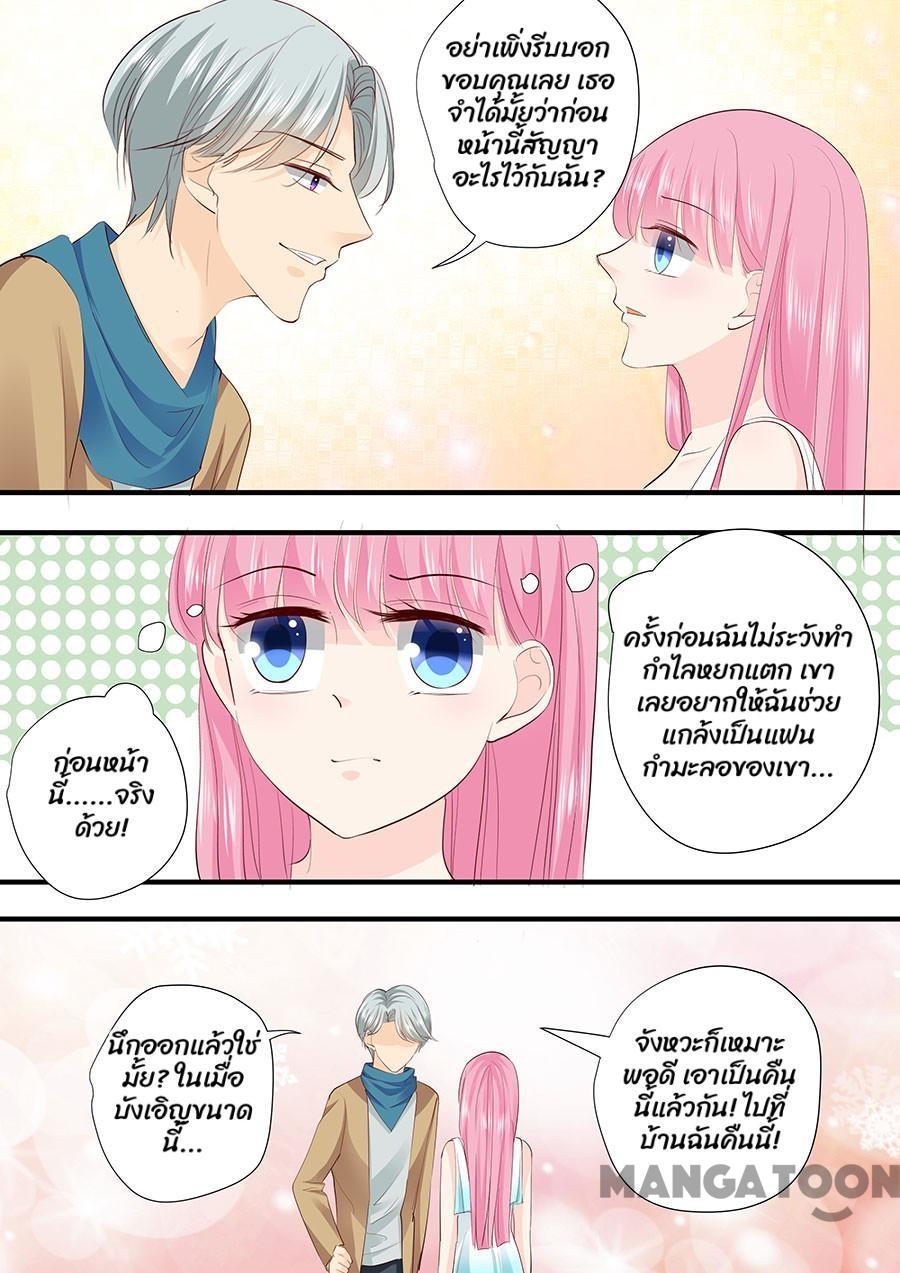 อย่าเพิ่งรีบบอก
ขอบคุณเลย เธอ
จำได้มั้ยว่าก่อน
หน้านี้สัญญา
อะไรไว้กับฉัน?
ก่อนหน้า
นี้......จริง
ด้วย!
ครั้งก่อนฉันไม่ระวังทำ
กำไลหยกแตก เขา
เลยอยากให้ฉันช่วย
แกล้งเป็นแฟน
กำมะลอของเขา...
นึกออกแล้วใช่
มั้ย? ในเมื่อ
บังเอิญขนาด
นี้...
จังหวะก็เหมาะ
พอดี เอาเป็นคืน
นี้แล้วกัน! ไปที่
บ้านฉันคืนนี้!
MANGATOON